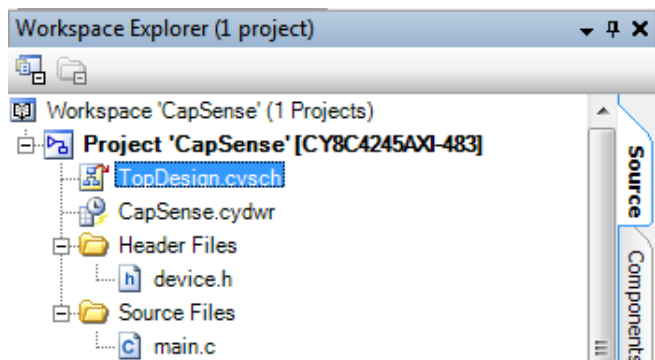 Workspace Explorer (1 project)
Workspace 'CapSense' (1 Projects)
Project 'CapSense' [CY8C4245AXI-483]
TopDesign.cysch
CapSense.cydwr
Header Files
h device.h
Source Files
c main.c
Source
Components